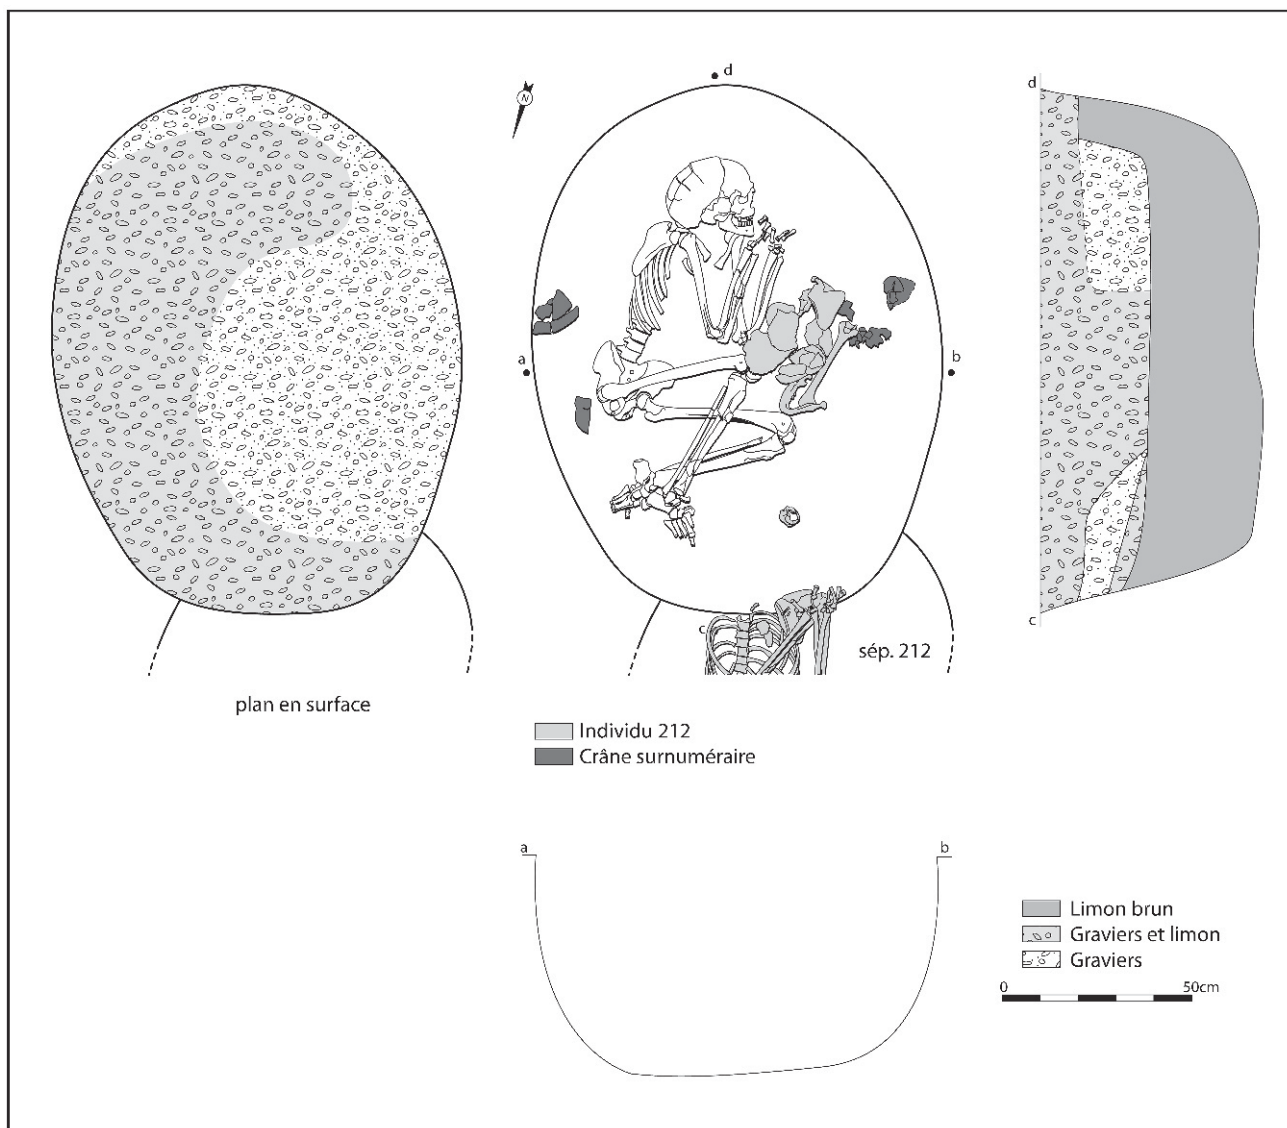 d
N
d
a
b
c
c
sép. 212
plan en surface
Individu 212
Crâne surnuméraire
a
b
Limon brun
Graviers et limon
Graviers
0 50cm